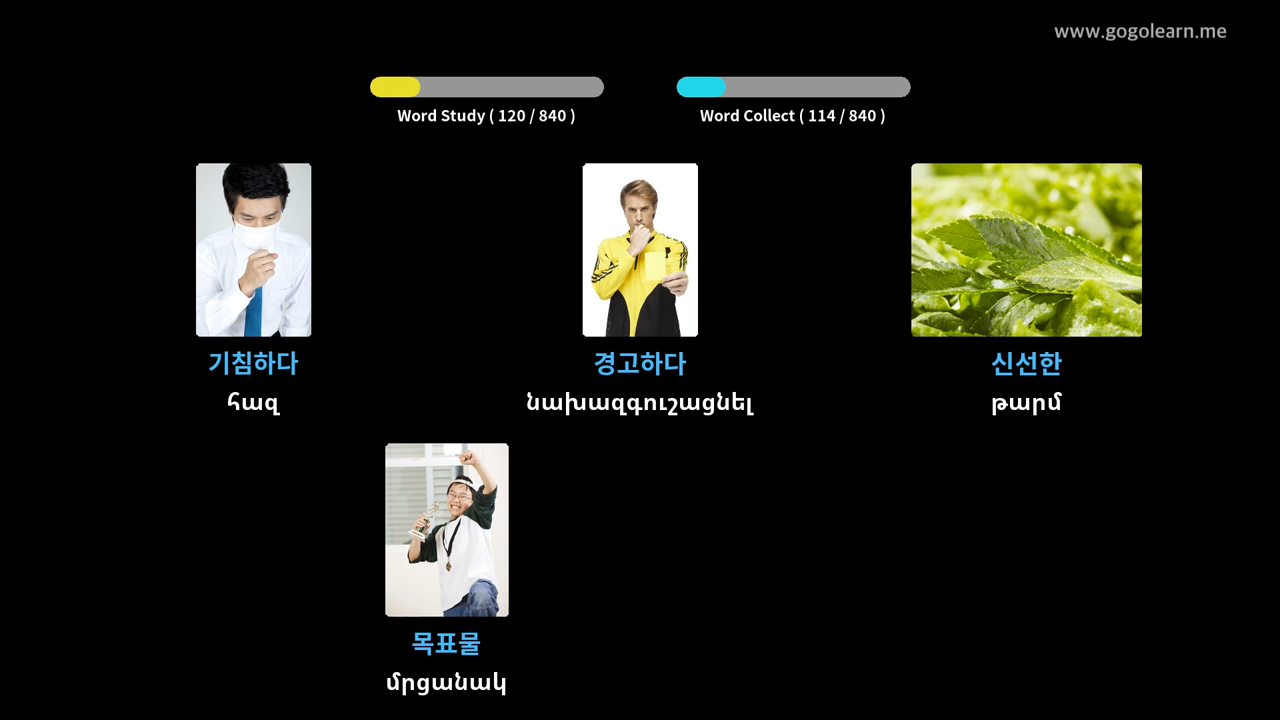 www.gogolearn.me
Word Study ( 120 / 840 )
Word Collect ( 114 / 840 )
기침하다
հազ
경고하다
նախազգուշացնել
신선한
թարմ
목표물
մրցանակ